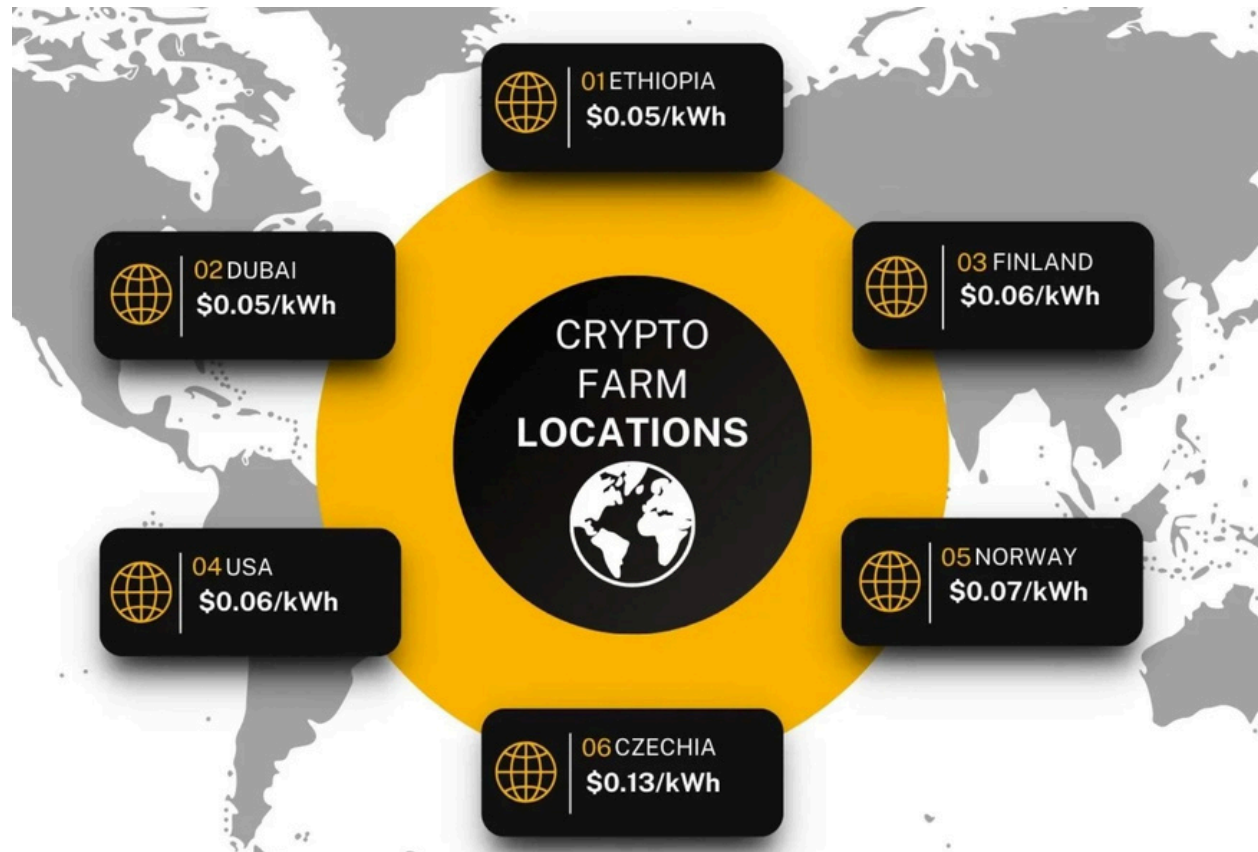 01 ETHIOPIA
$0.05/kWh
02 DUBAI
$0.05/kWh
03 FINLAND
$0.06/kWh
CRYPTO
FARM
LOCATIONS
04 USA
$0.06/kWh
05 NORWAY
$0.07/kWh
06 CZECHIA
$0.13/kWh